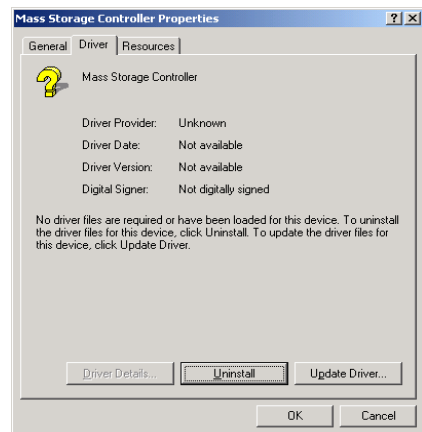 Mass Storage Controller Properties
General Driver Resources
Mass Storage Controller
Driver Provider: Unknown
Driver Date: Not available
Driver Version: Not available
Digital Signer: Not digitally signed
No driver files are required or have been loaded for this device. To uninstall
the driver files for this device, click Uninstall. To update the driver files for
this device, click Update Driver.
Driver Details... Uninstall Update Driver...
OK Cancel